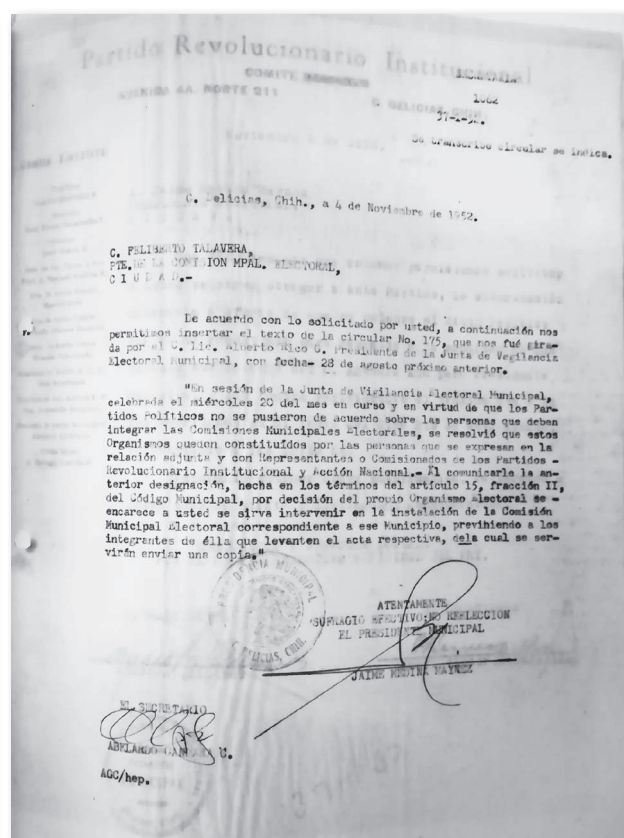 Partido Revolucionario Institucional
COMITE
AVENIDA 4A. NORTE 211
C. DELICIAS, CHIH.
1062
Se transcribe circular se indica.
C. Delicias, Chih., a 4 de Noviembre de 1952.
C. FELIBERTO TALAVERA,
PTE. DE LA COMISION MPAL. ELECTORAL,
C I U D A D.-
De acuerdo con lo solicitado por usted, a continuación nos
permitimos insertar el texto de la circular No. 175, que nos fué gira-
da por el C. Lic. Alberto Rico G. Presidente de la Junta de Vigilancia
Electoral Municipal, con fecha- 28 de agosto próximo anterior.
"En sesión de la Junta de Vigilancia Electoral Municipal,
celebrada el miércoles 20 del mes en curso y en virtud de que los Par-
tidos Políticos no se pusieron de acuerdo sobre las personas que deban
integrar las Comisiones Municipales Electorales, se resolvió que estos
Organismos queden constituídos por las personas que se expresan en la
relación adjunta y con Representantes o Comisionados de los Partidos -
Revolucionario Institucional y Acción Nacional.- Al comunicarle la an-
terior designación, hecha en los términos del artículo 15, fracción II,
del Código Municipal, por decisión del propio Organismo Electoral se -
encarece a usted se sirva intervenir en la instalación de la Comisión
Municipal Electoral correspondiente a ese Municipio, previniendo a los
integrantes de élla que levanten el acta respectiva, dela cual se ser-
virán enviar una copia."
PRESIDENCIA MUNICIPAL
C. DELICIAS, CHIH.
ATENTAMENTE
"SUFRAGIO EFECTIVO; NO REELECCION
EL PRESIDENTE MUNICIPAL
JAIME MEDINA MAYNEZ
EL SECRETARIO
ABELARDO C.
AGC/hep.